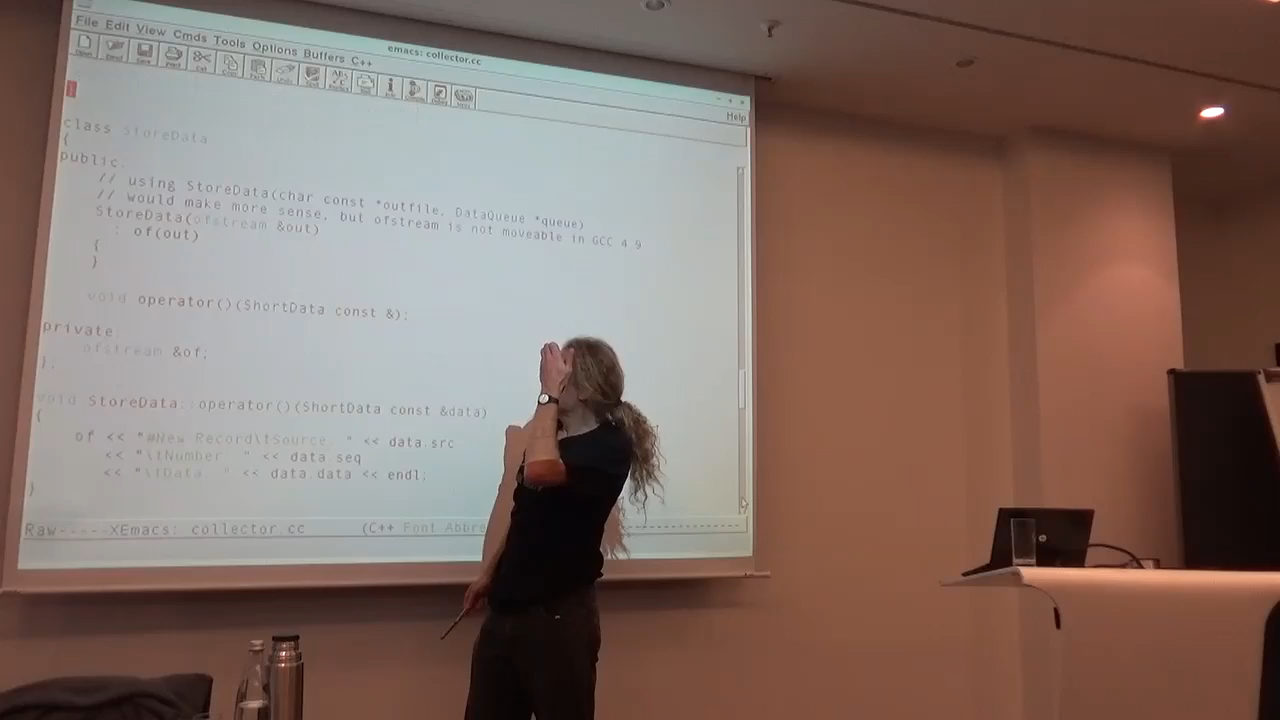 emacs: collector.cc
File Edit View Cmds Tools Options Buffers C++
Help
class StoreData
{
public:
// using StoreData(char const *outfile, DataQueue *queue)
// would make more sense, but ofstream is not moveable in GCC 4.9
StoreData(ofstream &out)
: of(out)
{
}
void operator()(ShortData const &);
private:
ofstream &of;
};
void StoreData::operator()(ShortData const &data)
{
of << "#New Record\tSource: " << data.src
<< "\tNumber: " << data.seq
<< "\tData: " << data.data << endl;
}
Raw-----XEmacs: collector.cc (C++ Font Abbre